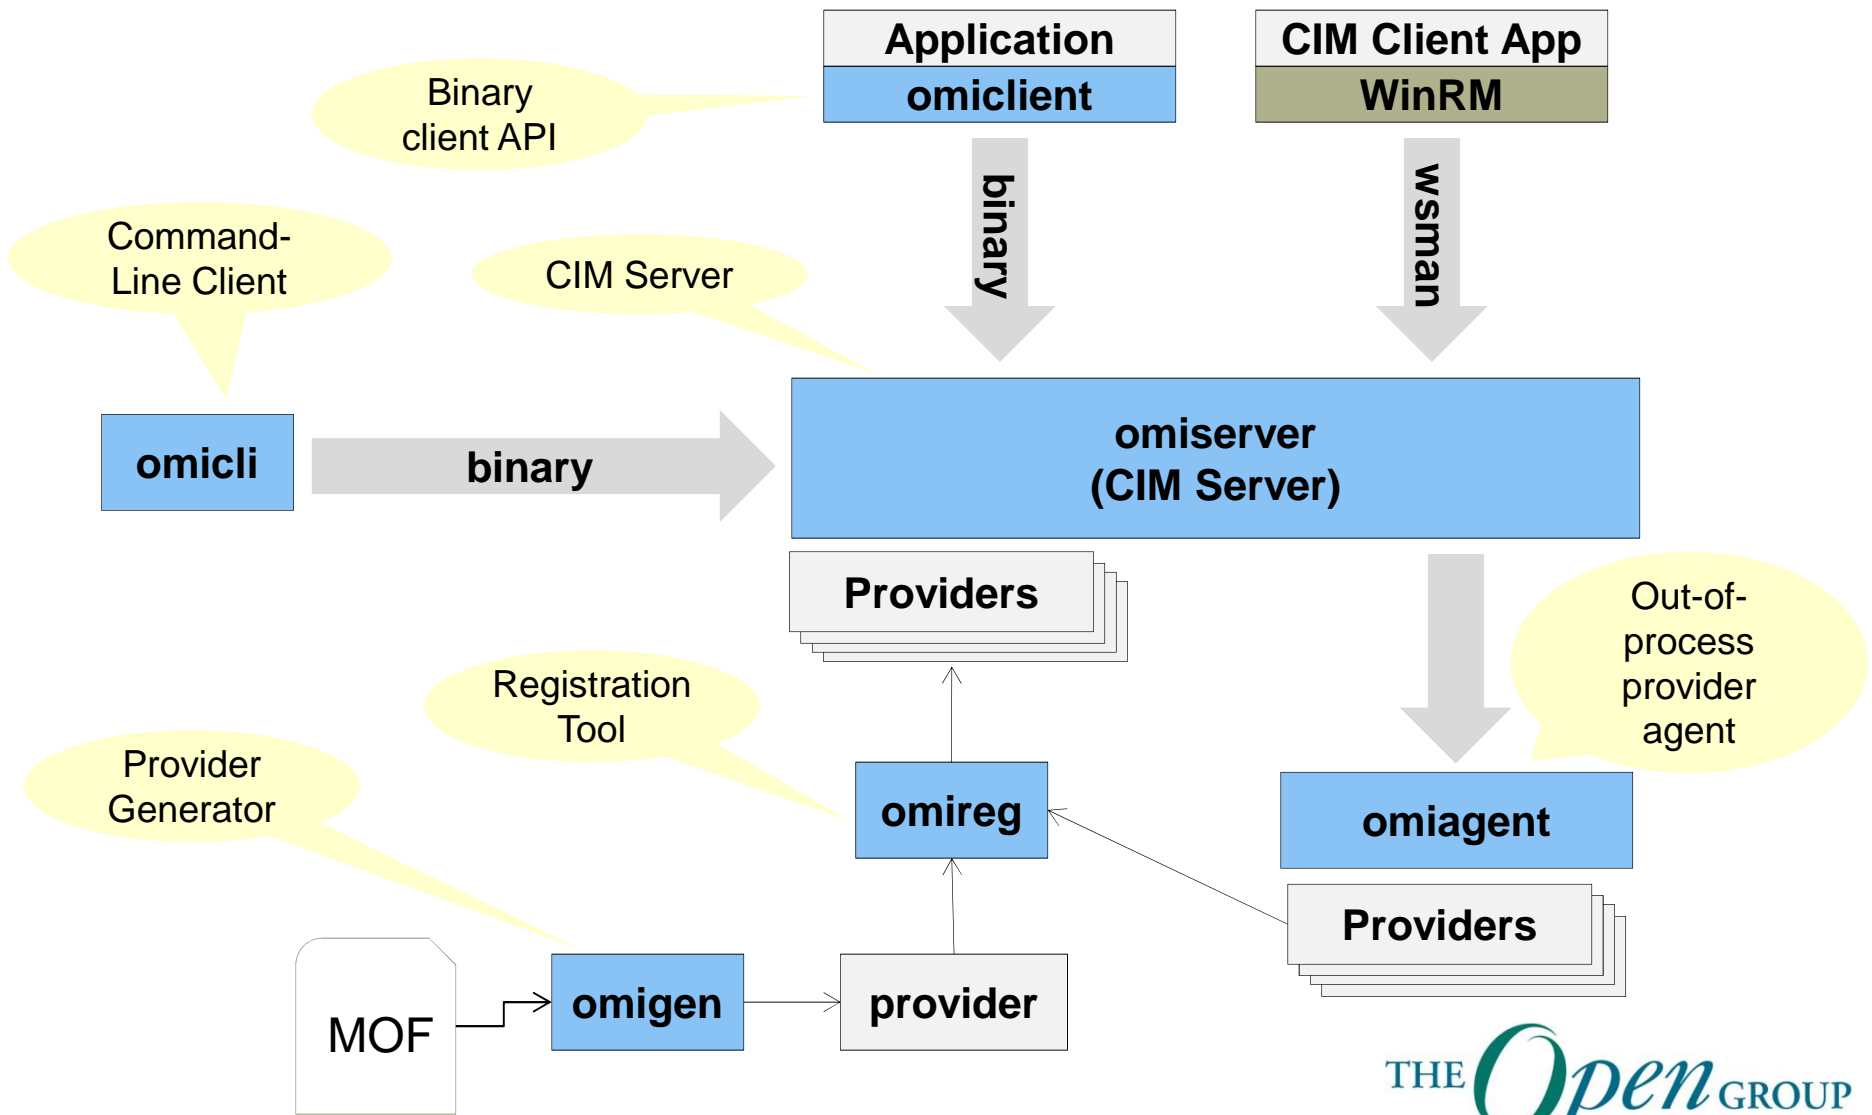 Application
omiclient
CIM Client App
WinRM
Binary
client API
binary
wsman
Command-
Line Client
CIM Server
omicli
binary
omiserver
(CIM Server)
Providers
Out-of-
process
provider
agent
Registration
Tool
Provider
Generator
omireg
omiagent
Providers
MOF
omigen
provider
THE Open GROUP